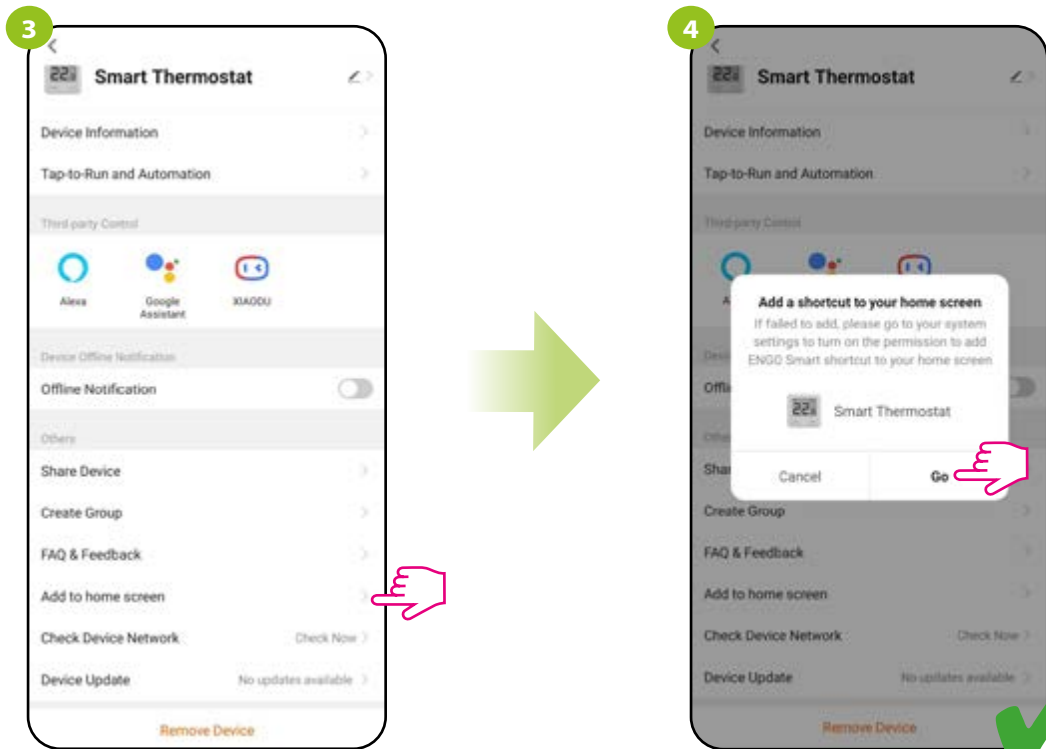 3
22
Smart Thermostat
Device Information
Tap-to-Run and Automation
Third-party Control
Alexa
Google
Assistant
XIAODU
Device Offline Notification
Offline Notification
Others
Share Device
Create Group
FAQ & Feedback
Add to home screen
Check Device Network Check Now
Device Update No updates available
Remove Device
4
22
Smart Thermostat
Device Information
Tap-to-Run and Automation
Third-party Control
Add a shortcut to your home screen
If failed to add, please go to your system
settings to turn on the permission to add
ENGO Smart shortcut to your home screen
22
Smart Thermostat
Cancel Go
Create Group
FAQ & Feedback
Add to home screen
Check Device Network Check Now
Device Update No updates available
Remove Device